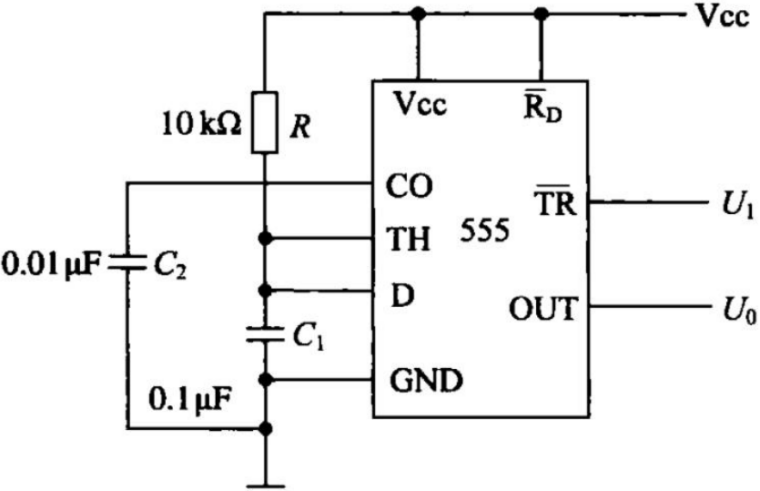 Vcc
Vcc
R̅D
10 kΩ R
CO
T̅R̅ U₁
TH 555
0.01 μF C₂
D
OUT U₀
C₁
GND
0.1 μF